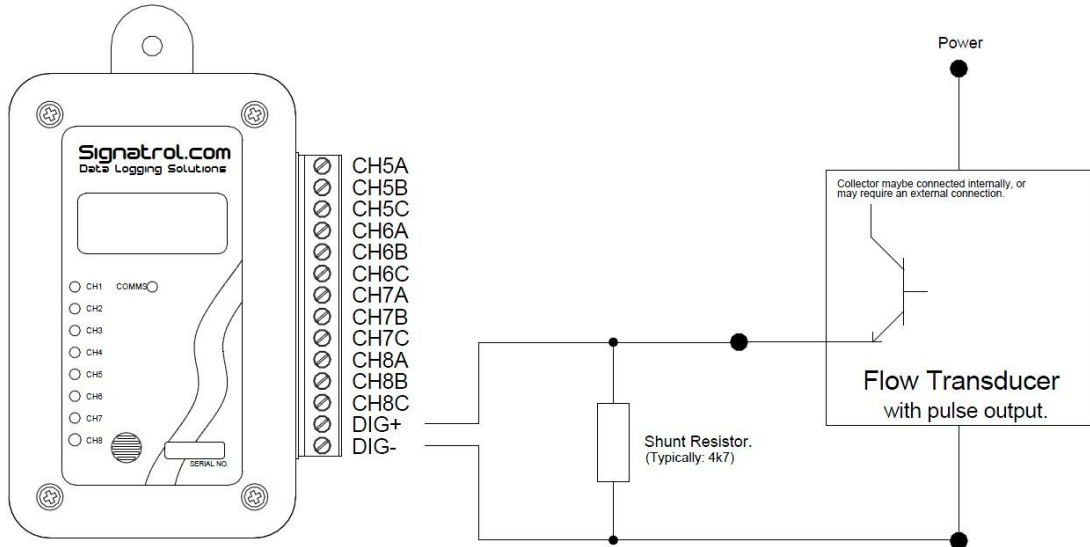 Signatrol.com
Data Logging Solutions
CH1
COMMS
CH2
CH3
CH4
CH5
CH6
CH7
CH8
SERIAL NO.
CH5A
CH5B
CH5C
CH6A
CH6B
CH6C
CH7A
CH7B
CH7C
CH8A
CH8B
CH8C
DIG+
DIG-
Shunt Resistor.
(Typically: 4k7)
Power
Collector maybe connected internally, or
may require an external connection.
Flow Transducer
with pulse output.